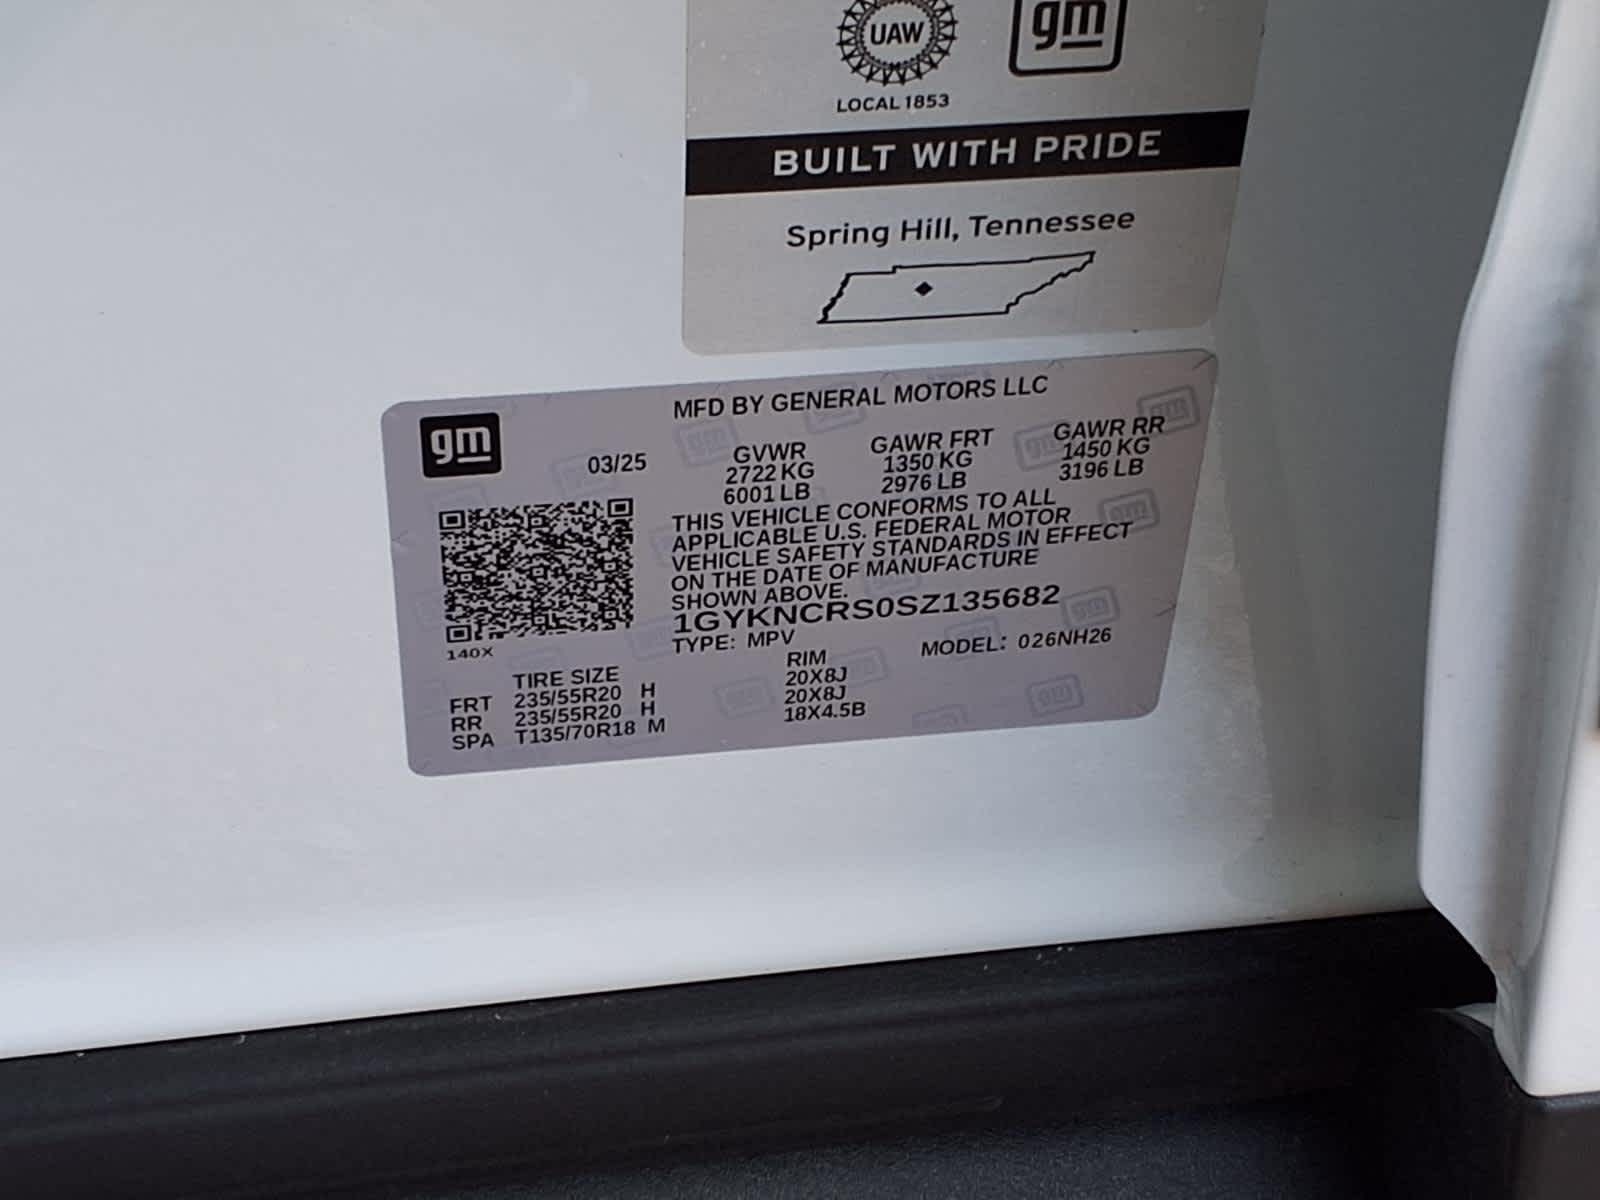 UAW
gm
LOCAL 1853
BUILT WITH PRIDE
Spring Hill, Tennessee
gm
MFD BY GENERAL MOTORS LLC
03/25
GVWR GAWR FRT GAWR RR
2722 KG 1350 KG 1450 KG
6001 LB 2976 LB 3196 LB
THIS VEHICLE CONFORMS TO ALL
APPLICABLE U.S. FEDERAL MOTOR
VEHICLE SAFETY STANDARDS IN EFFECT
ON THE DATE OF MANUFACTURE
SHOWN ABOVE.
1GYKNCRS0SZ135682
TYPE: MPV MODEL: 026NH26
140X
TIRE SIZE RIM
FRT 235/55R20 H 20X8J
RR 235/55R20 H 20X8J
SPA T135/70R18 M 18X4.5B